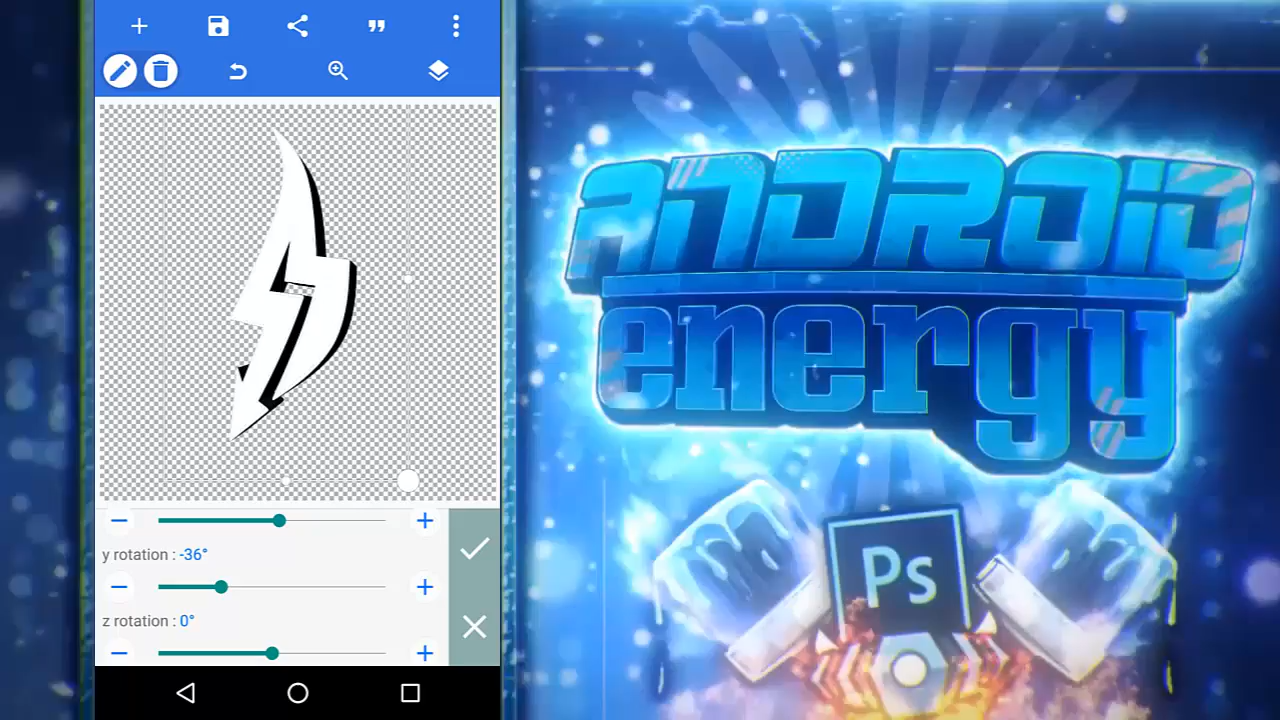 ANDROID
energy
Ps
y rotation : -36°
z rotation : 0°